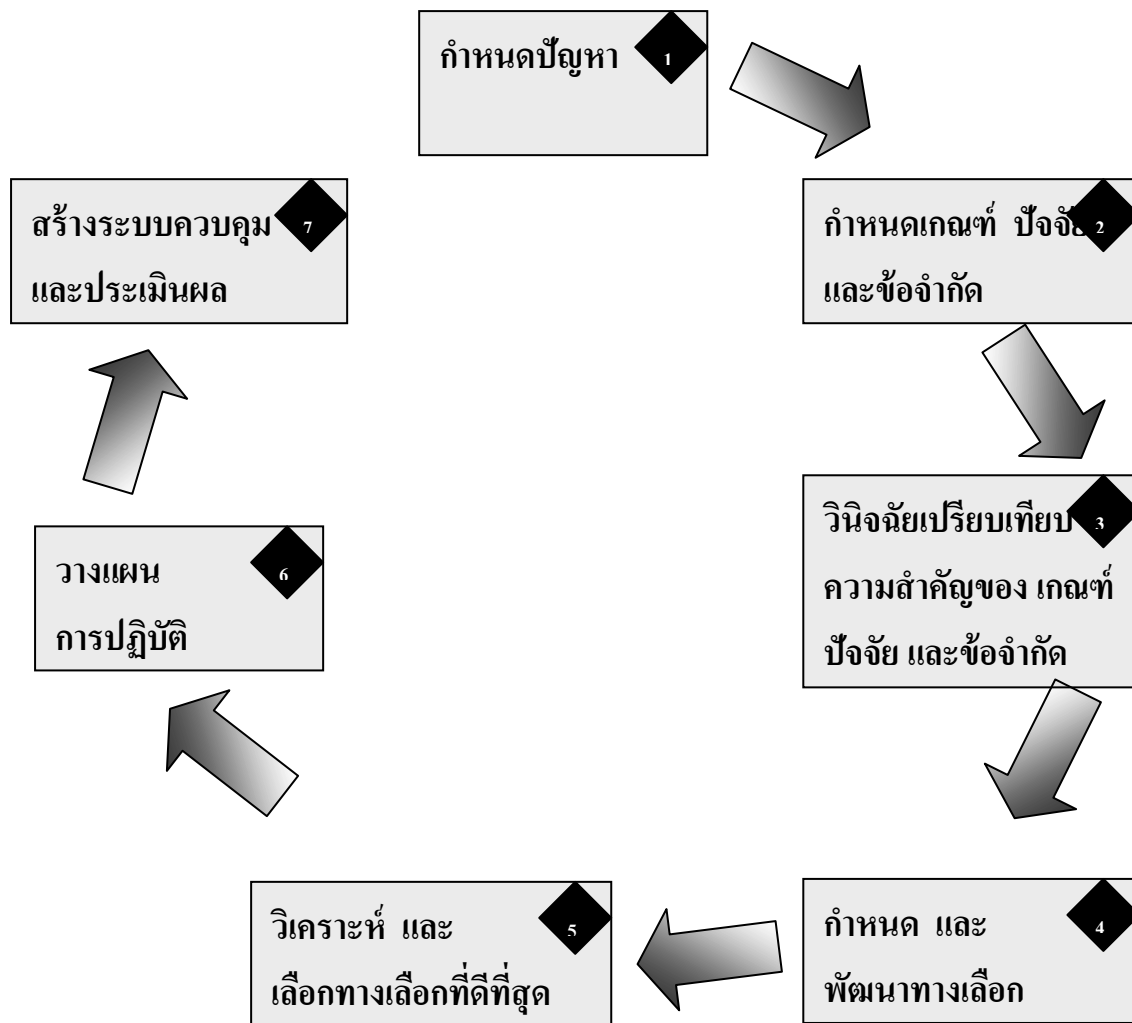 กำหนดปัญหา
1
กำหนดเกณฑ์ ปัจจัย
2
และข้อจำกัด
วินิจฉัยเปรียบเทียบ
3
ความสำคัญของ เกณฑ์
ปัจจัย และข้อจำกัด
กำหนด และ
4
พัฒนาทางเลือก
วิเคราะห์ และ
5
เลือกทางเลือกที่ดีที่สุด
วางแผน
6
การปฏิบัติ
สร้างระบบควบคุม
7
และประเมินผล